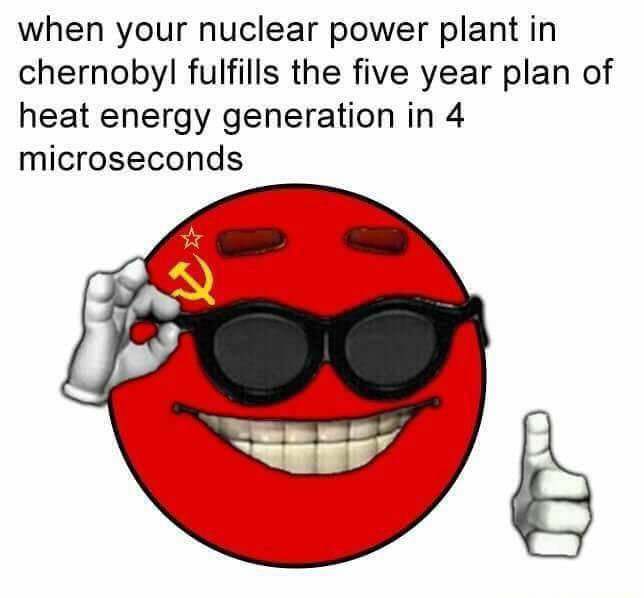 when your nuclear power plant in
chernobyl fulfills the five year plan of
heat energy generation in 4
microseconds